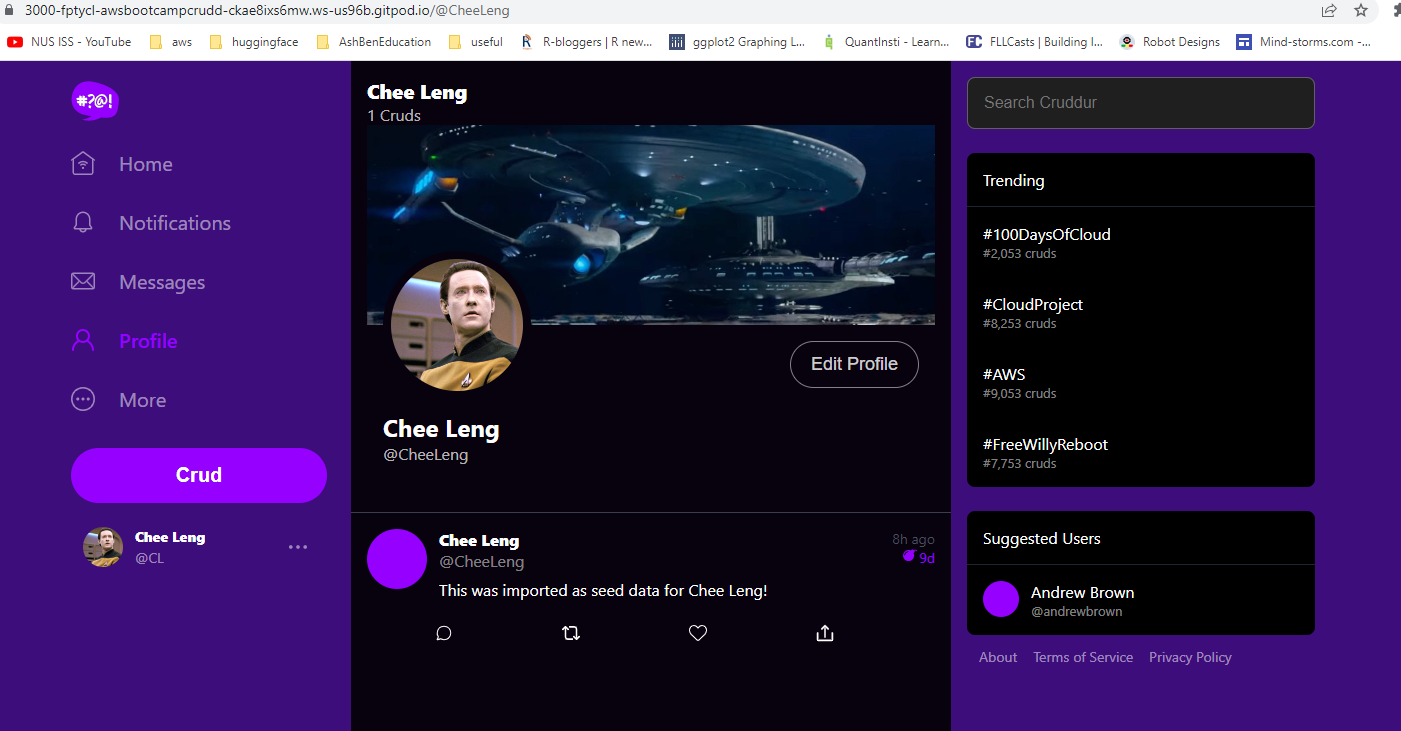 3000-fptycl-awsbootcampcrudd-ckae8ixs6mw.ws-us96b.gitpod.io/@CheeLeng
NUS ISS - YouTube
aws
huggingface
AshBenEducation
useful
R-bloggers | R new...
ggplot2 Graphing L...
QuantInsti - Learn...
FLLCasts | Building I...
Robot Designs
Mind-storms.com -...
#?@!
Home
Notifications
Messages
Profile
More
Crud
Chee Leng
@CL
Chee Leng
1 Cruds
Edit Profile
Chee Leng
@CheeLeng
Chee Leng
8h ago
@CheeLeng
9d
This was imported as seed data for Chee Leng!
Search Cruddur
Trending
#100DaysOfCloud
#2,053 cruds
#CloudProject
#8,253 cruds
#AWS
#9,053 cruds
#FreeWillyReboot
#7,753 cruds
Suggested Users
Andrew Brown
@andrewbrown
About
Terms of Service
Privacy Policy